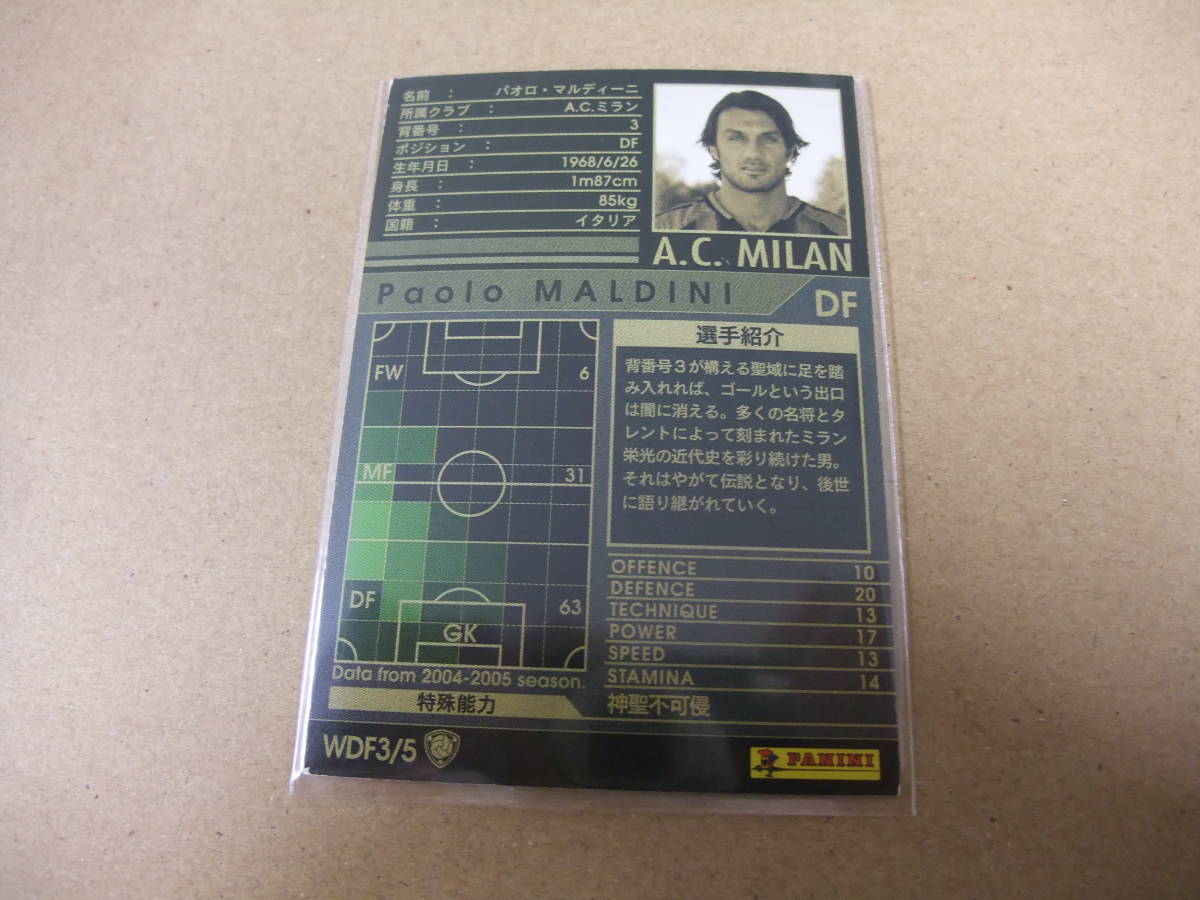 名前 : パオロ・マルディーニ
所属クラブ : A.C.ミラン
背番号 : 3
ポジション : DF
生年月日 : 1968/6/26
身長 : 1m87cm
体重 : 85kg
国籍 : イタリア
A.C. MILAN
Paolo MALDINI
DF
FW 6
MF 31
DF 63
GK
Data from 2004-2005 season.
選手紹介
背番号3が構える聖域に足を踏
み入れれば、ゴールという出口
は闇に消える。多くの名将とタ
レントによって刻まれたミラン
栄光の近代史を彩り続けた男。
それはやがて伝説となり、後世
に語り継がれていく。
OFFENCE 10
DEFENCE 20
TECHNIQUE 13
POWER 17
SPEED 13
STAMINA 14
特殊能力 神聖不可侵
WDF3/5
PANINI